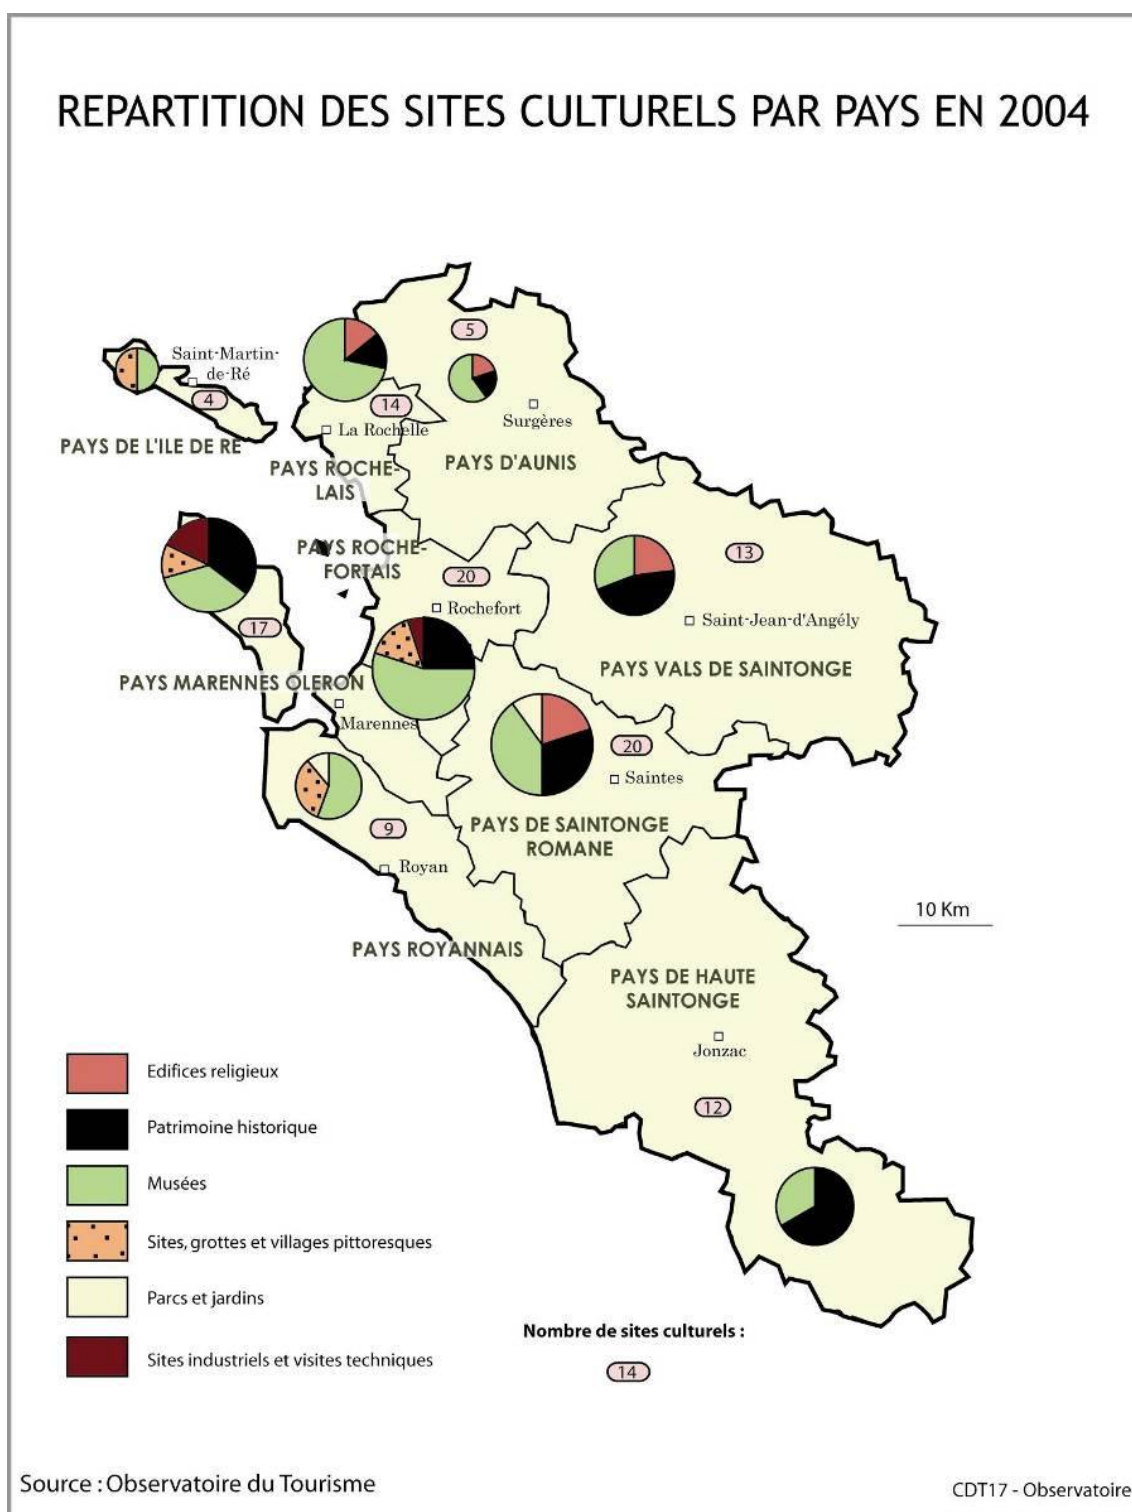 REPARTITION DES SITES CULTURELS PAR PAYS EN 2004
5
Saint-Martin-
de-Ré
4
14
La Rochelle
Surgères
PAYS DE L'ILE DE RE
PAYS ROCHE-
LAIS
PAYS D'AUNIS
PAYS ROCHE-
FORTAIS
13
20
Rochefort
Saint-Jean-d'Angély
17
PAYS VALS DE SAINTONGE
PAYS MARENNES OLERON
Marennes
20
Saintes
9
PAYS DE SAINTONGE
ROMANE
Royan
10 Km
PAYS ROYANNAIS
PAYS DE HAUTE
SAINTONGE
Jonzac
12
Edifices religieux
Patrimoine historique
Musées
Sites, grottes et villages pittoresques
Parcs et jardins
Sites industriels et visites techniques
Nombre de sites culturels :
14
Source : Observatoire du Tourisme
CDT17 - Observatoire